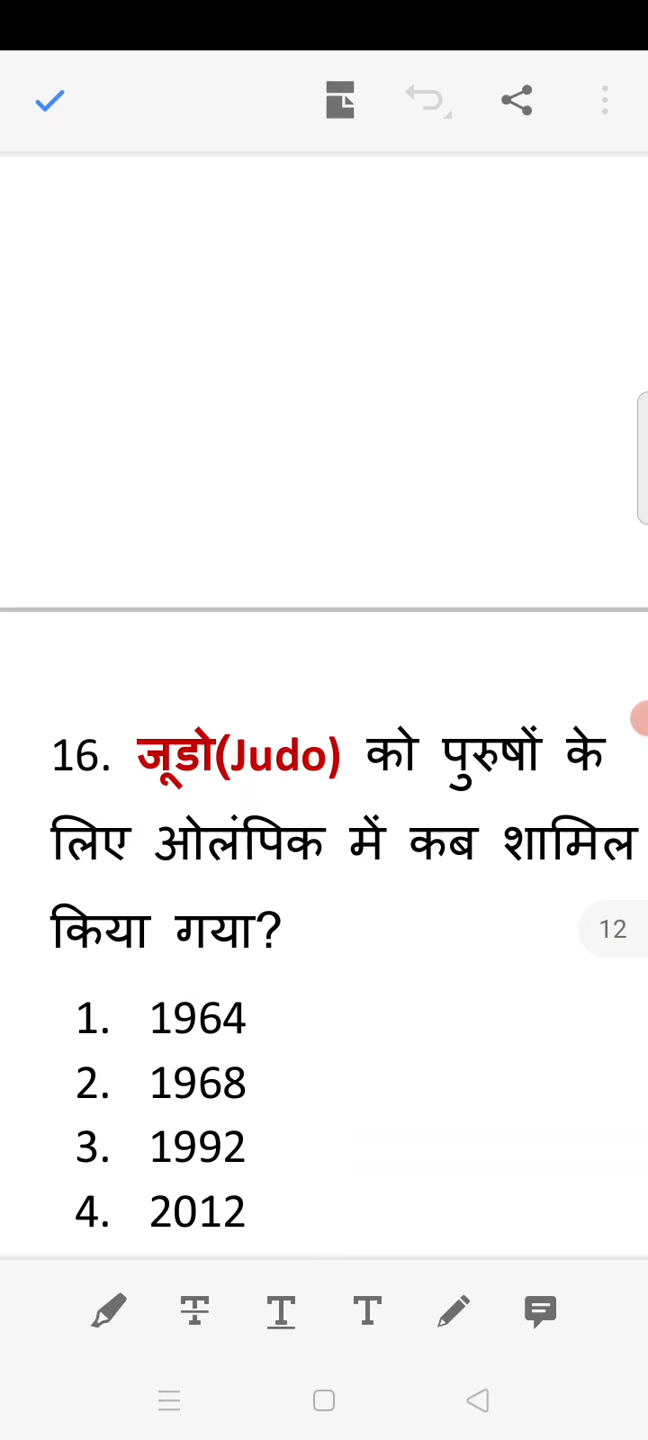 16. जूडो(Judo) को पुरुषों के
लिए ओलंपिक में कब शामिल
किया गया?
12
1. 1964
2. 1968
3. 1992
4. 2012